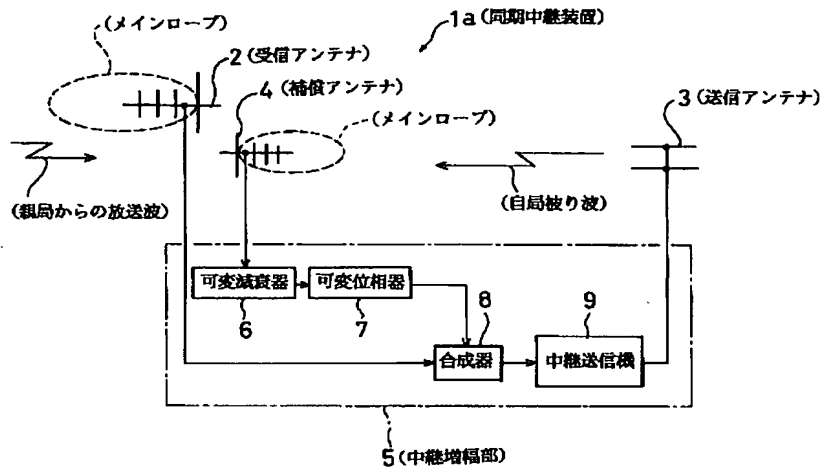 (メインローブ)
1a(同期中継装置)
2(受信アンテナ)
4(補償アンテナ)
(メインローブ)
3(送信アンテナ)
(親局からの放送波)
(自局被り波)
可変減衰器
可変位相器
6
7
8
9
合成器
中継送信機
5(中継増幅部)